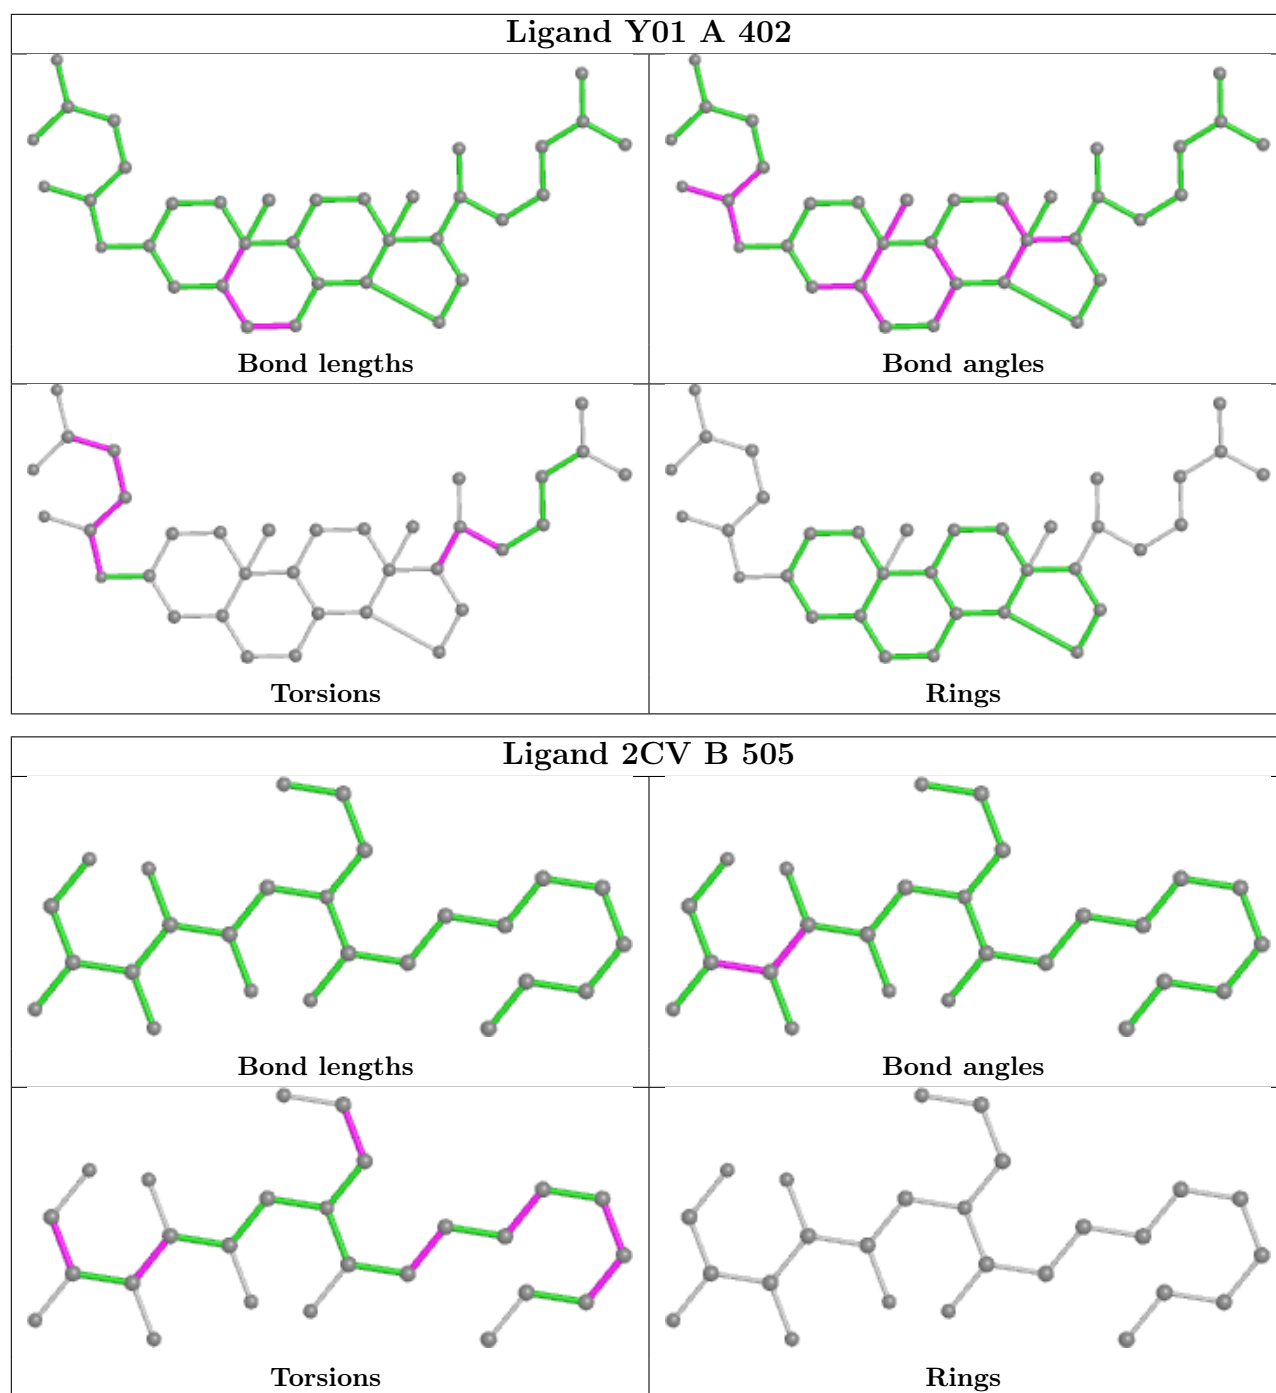 Ligand Y01 A 402
Bond lengths
Bond angles
Torsions
Rings
Ligand 2CV B 505
Bond lengths
Bond angles
Torsions
Rings